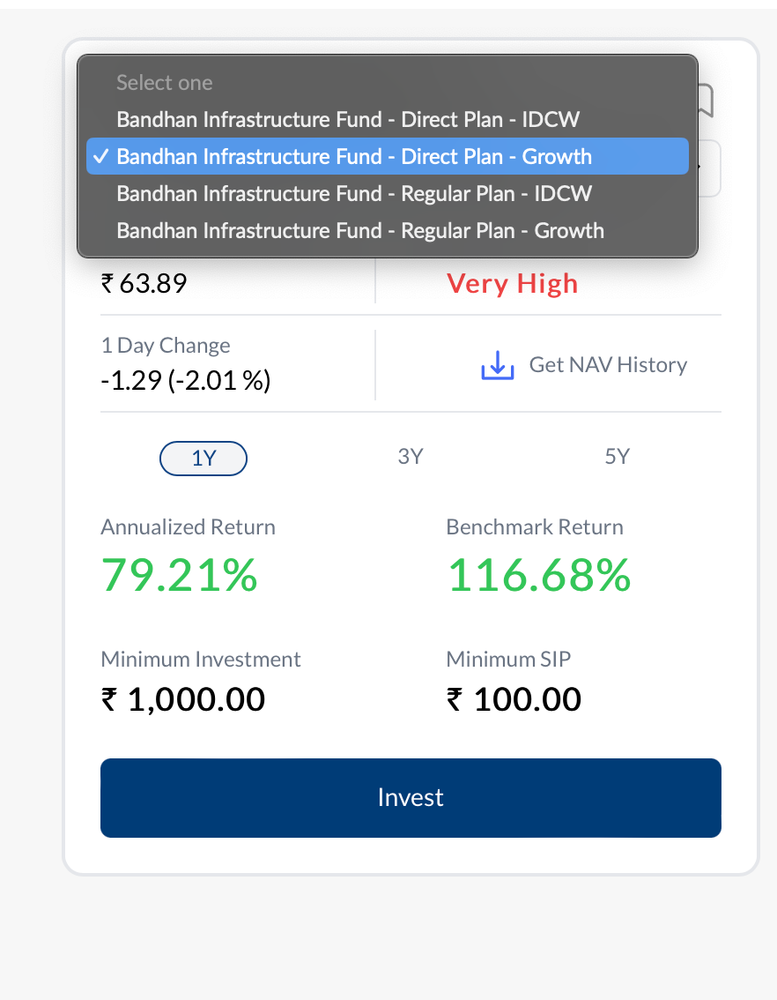 Select one
Bandhan Infrastructure Fund - Direct Plan - IDCW
✓ Bandhan Infrastructure Fund - Direct Plan - Growth
Bandhan Infrastructure Fund - Regular Plan - IDCW
Bandhan Infrastructure Fund - Regular Plan - Growth
₹ 63.89
Very High
1 Day Change
-1.29 (-2.01 %)
Get NAV History
1Y
3Y
5Y
Annualized Return
Benchmark Return
79.21%
116.68%
Minimum Investment
Minimum SIP
₹ 1,000.00
₹ 100.00
Invest